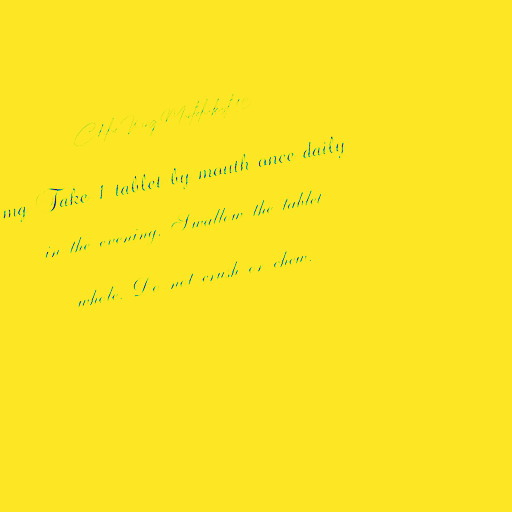 mg Take 1 tablet by mouth once daily
in the evening. Swallow the tablet
whole. Do not crush or chew.